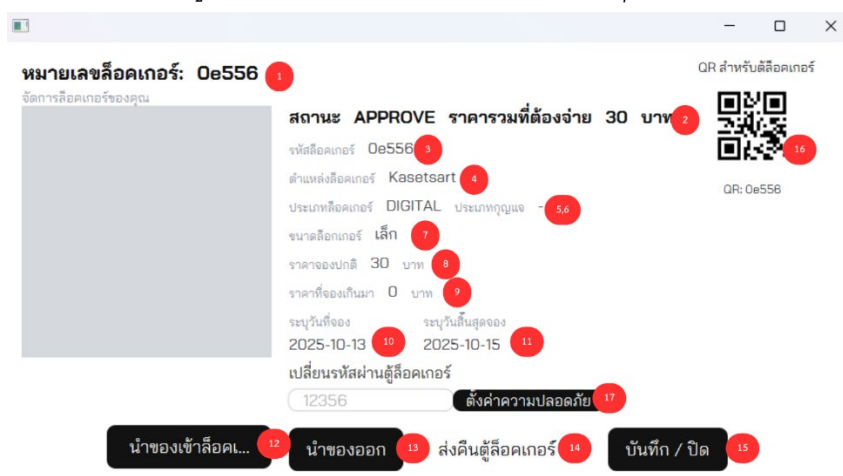 หมายเลขล็อคเกอร์: 0e556 1
จัดการล็อคเกอร์ของคุณ
QR สำหรับตู้ล็อคเกอร์
16
QR: 0e556
สถานะ APPROVE ราคารวมที่ต้องจ่าย 30 บาท 2
รหัสล็อคเกอร์ 0e556 3
ตำแหน่งล็อคเกอร์ Kasetsart 4
ประเภทล็อคเกอร์ DIGITAL ประเภทกุญแจ - 5,6
ขนาดล็อกเกอร์ เล็ก 7
ราคาจองปกติ 30 บาท 8
ราคาที่จองเกินมา 0 บาท 9
ระบุวันที่จอง ระบุวันสิ้นสุดจอง
2025-10-13 10 2025-10-15 11
เปลี่ยนรหัสผ่านตู้ล็อคเกอร์
12356 ตั้งค่าความปลอดภัย 17
นำของเข้าล็อคเ... 12 นำของออก 13 ส่งคืนตู้ล็อคเกอร์ 14 บันทึก / ปิด 15